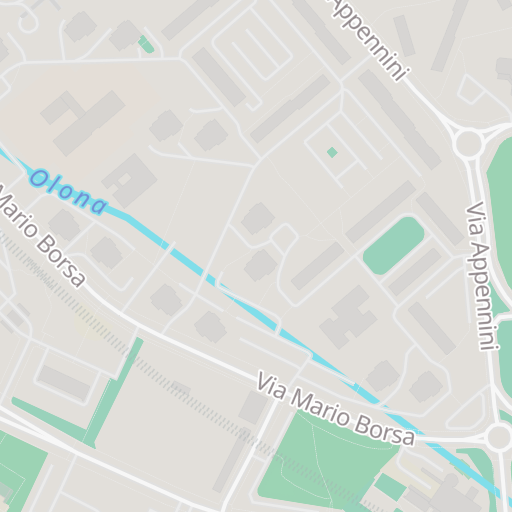 Appennini
Olona
Mario Borsa
Via Appennini
Via Mario Borsa